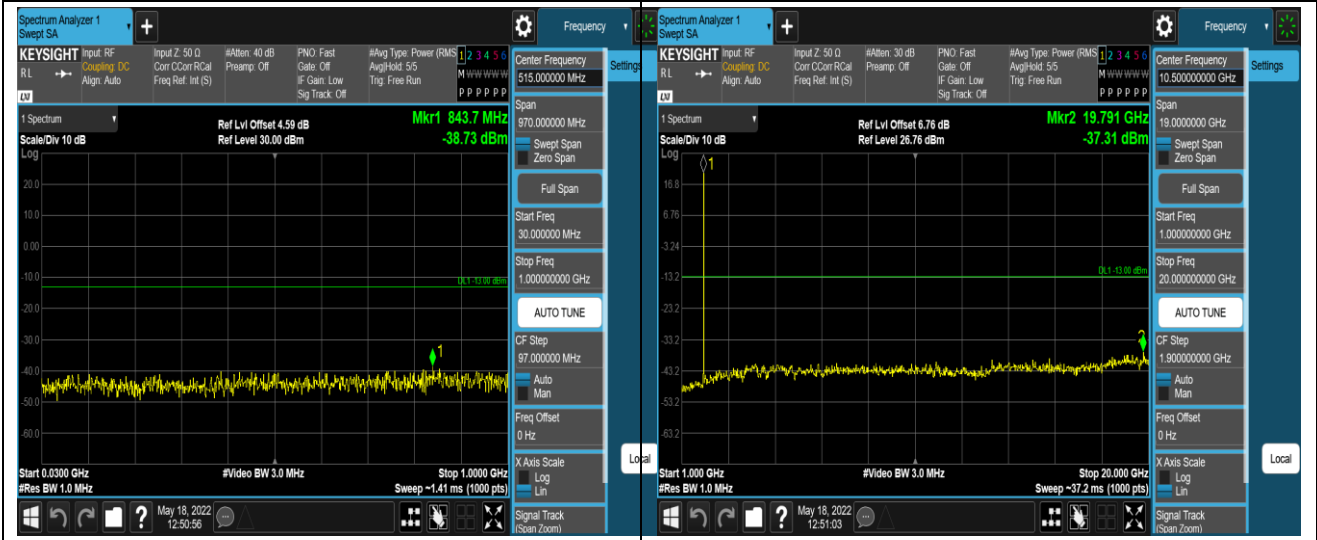 Spectrum Analyzer 1
Swept SA
Frequency
KEYSIGHT
RL
Input: RF
Coupling: DC
Align: Auto
Input Z: 50 Ω
Corr CCorr RCal
Freq Ref: Int (S)
#Atten: 40 dB
Preamp: Off
PNO: Fast
Gate: Off
IF Gain: Low
Sig Track: Off
#Avg Type: Power (RMS
Avg|Hold: 5/5
Trig: Free Run
1 2 3 4 5 6
M W W W W W
P P P P P P
Settings
Center Frequency
515.000000 MHz
Span
970.000000 MHz
Swept Span
Zero Span
Full Span
Start Freq
30.000000 MHz
Stop Freq
1.000000000 GHz
AUTO TUNE
CF Step
97.000000 MHz
Auto
Man
Freq Offset
0 Hz
X Axis Scale
Log
Lin
Signal Track
(Span Zoom)
Local
1 Spectrum
Scale/Div 10 dB
Log
Ref Lvl Offset 4.59 dB
Ref Level 30.00 dBm
Mkr1 843.7 MHz
-38.73 dBm
20.0
10.0
0.00
-10.0
DL1 -13.00 dBm
-20.0
-30.0
1
-40.0
-50.0
-60.0
Start 0.0300 GHz
#Video BW 3.0 MHz
Stop 1.0000 GHz
#Res BW 1.0 MHz
Sweep ~1.41 ms (1000 pts)
May 18, 2022
12:50:56
Spectrum Analyzer 1
Swept SA
Frequency
KEYSIGHT
RL
Input: RF
Coupling: DC
Align: Auto
Input Z: 50 Ω
Corr CCorr RCal
Freq Ref: Int (S)
#Atten: 30 dB
Preamp: Off
PNO: Fast
Gate: Off
IF Gain: Low
Sig Track: Off
#Avg Type: Power (RMS
Avg|Hold: 5/5
Trig: Free Run
1 2 3 4 5 6
M W W W W W
P P P P P P
Settings
Center Frequency
10.500000000 GHz
Span
19.0000000 GHz
Swept Span
Zero Span
Full Span
Start Freq
1.000000000 GHz
Stop Freq
20.000000000 GHz
AUTO TUNE
CF Step
1.900000000 GHz
Auto
Man
Freq Offset
0 Hz
X Axis Scale
Log
Lin
Signal Track
(Span Zoom)
Local
1 Spectrum
Scale/Div 10 dB
Log
Ref Lvl Offset 6.76 dB
Ref Level 26.76 dBm
Mkr2 19.791 GHz
-37.31 dBm
1
16.8
6.76
-3.24
-13.2
DL1 -13.00 dBm
-23.2
-33.2
2
-43.2
-53.2
-63.2
Start 1.000 GHz
#Video BW 3.0 MHz
Stop 20.000 GHz
#Res BW 1.0 MHz
Sweep ~37.2 ms (1000 pts)
May 18, 2022
12:51:03